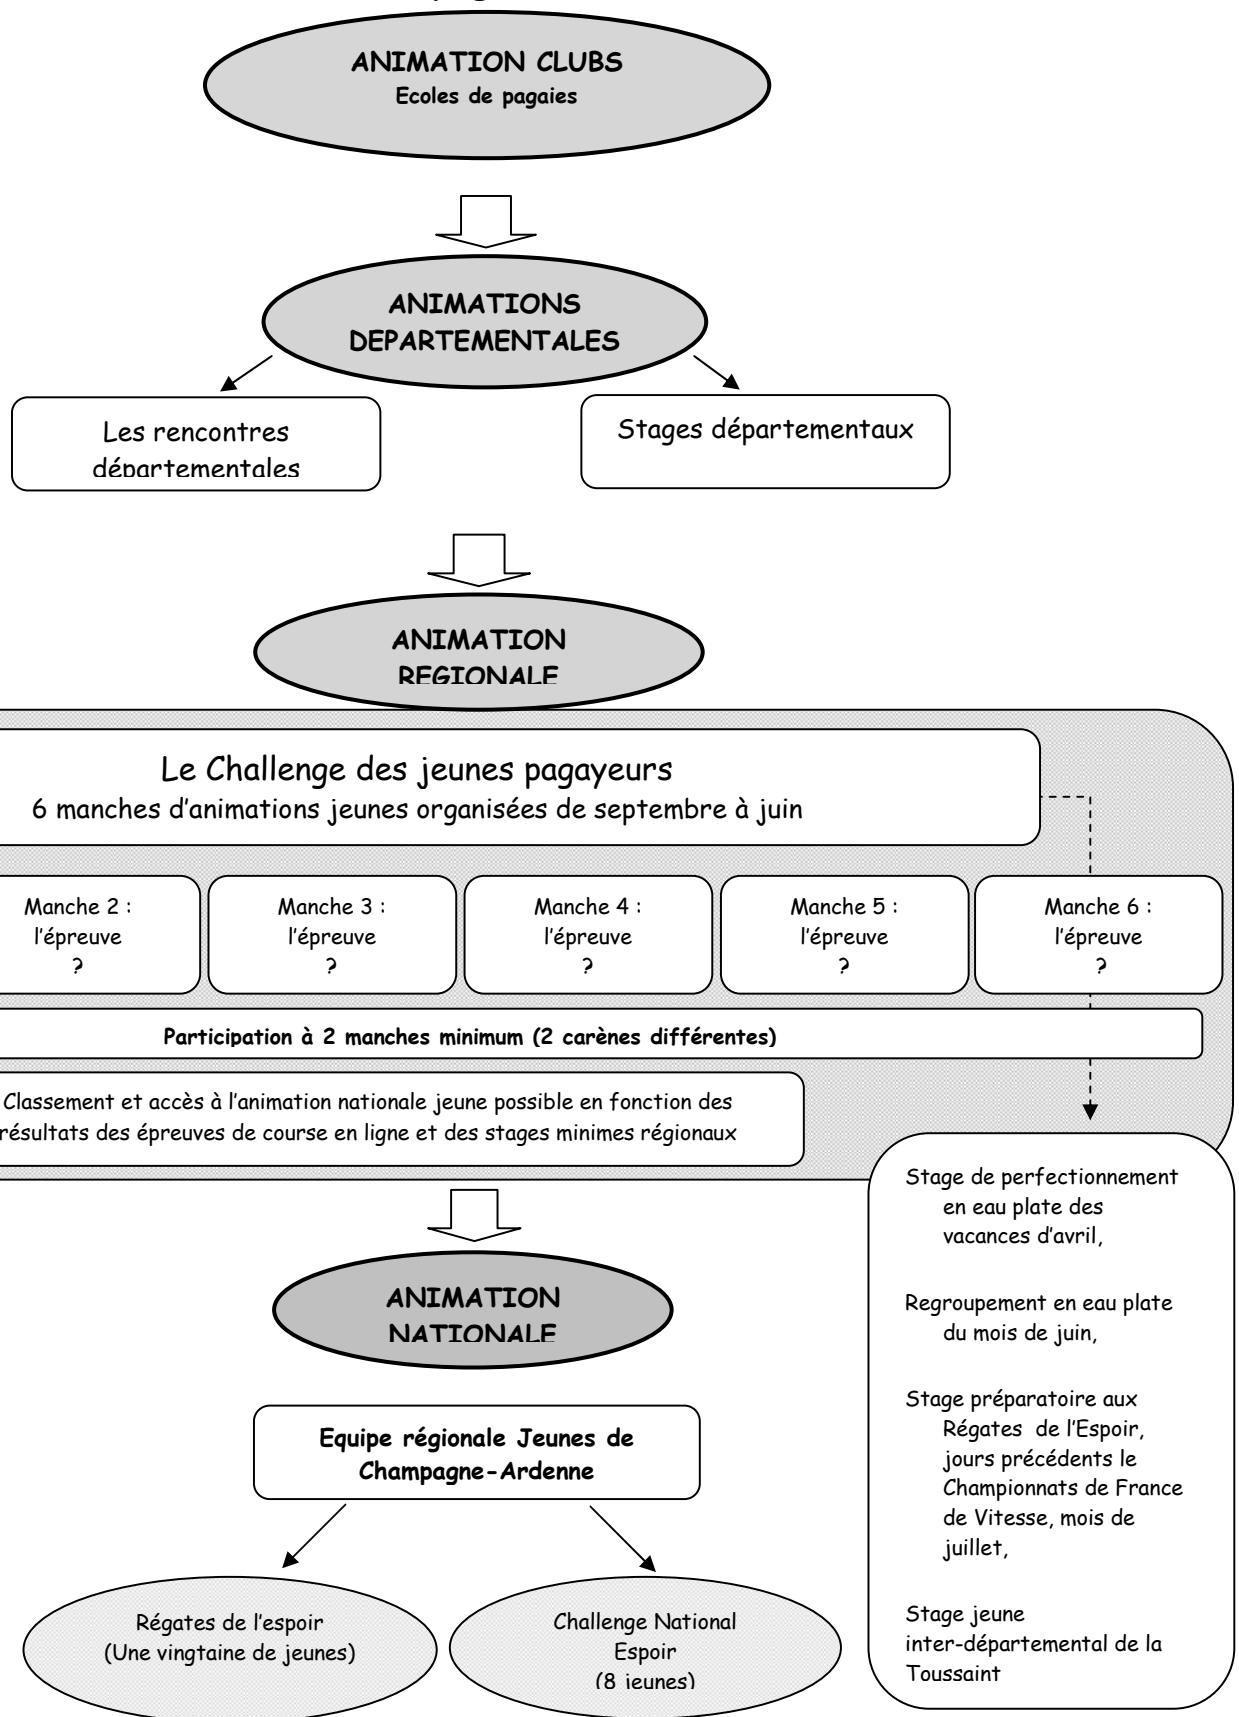 ANIMATION CLUBS
Ecoles de pagaies
ANIMATIONS
DEPARTEMENTALES
Les rencontres
départementales
Stages départementaux
ANIMATION
REGIONALE
Le Challenge des jeunes pagayeurs
6 manches d'animations jeunes organisées de septembre à juin
Manche 2 :
l'épreuve
?
Manche 3 :
l'épreuve
?
Manche 4 :
l'épreuve
?
Manche 5 :
l'épreuve
?
Manche 6 :
l'épreuve
?
Participation à 2 manches minimum (2 carènes différentes)
Classement et accès à l'animation nationale jeune possible en fonction des
résultats des épreuves de course en ligne et des stages minimes régionaux
Stage de perfectionnement
en eau plate des
vacances d'avril,
Regroupement en eau plate
du mois de juin,
Stage préparatoire aux
Régates de l'Espoir,
jours précédents le
Championnats de France
de Vitesse, mois de
juillet,
Stage jeune
inter-départemental de la
Toussaint
ANIMATION
NATIONALE
Equipe régionale Jeunes de
Champagne-Ardenne
Régates de l'espoir
(Une vingtaine de jeunes)
Challenge National
Espoir
(8 jeunes)